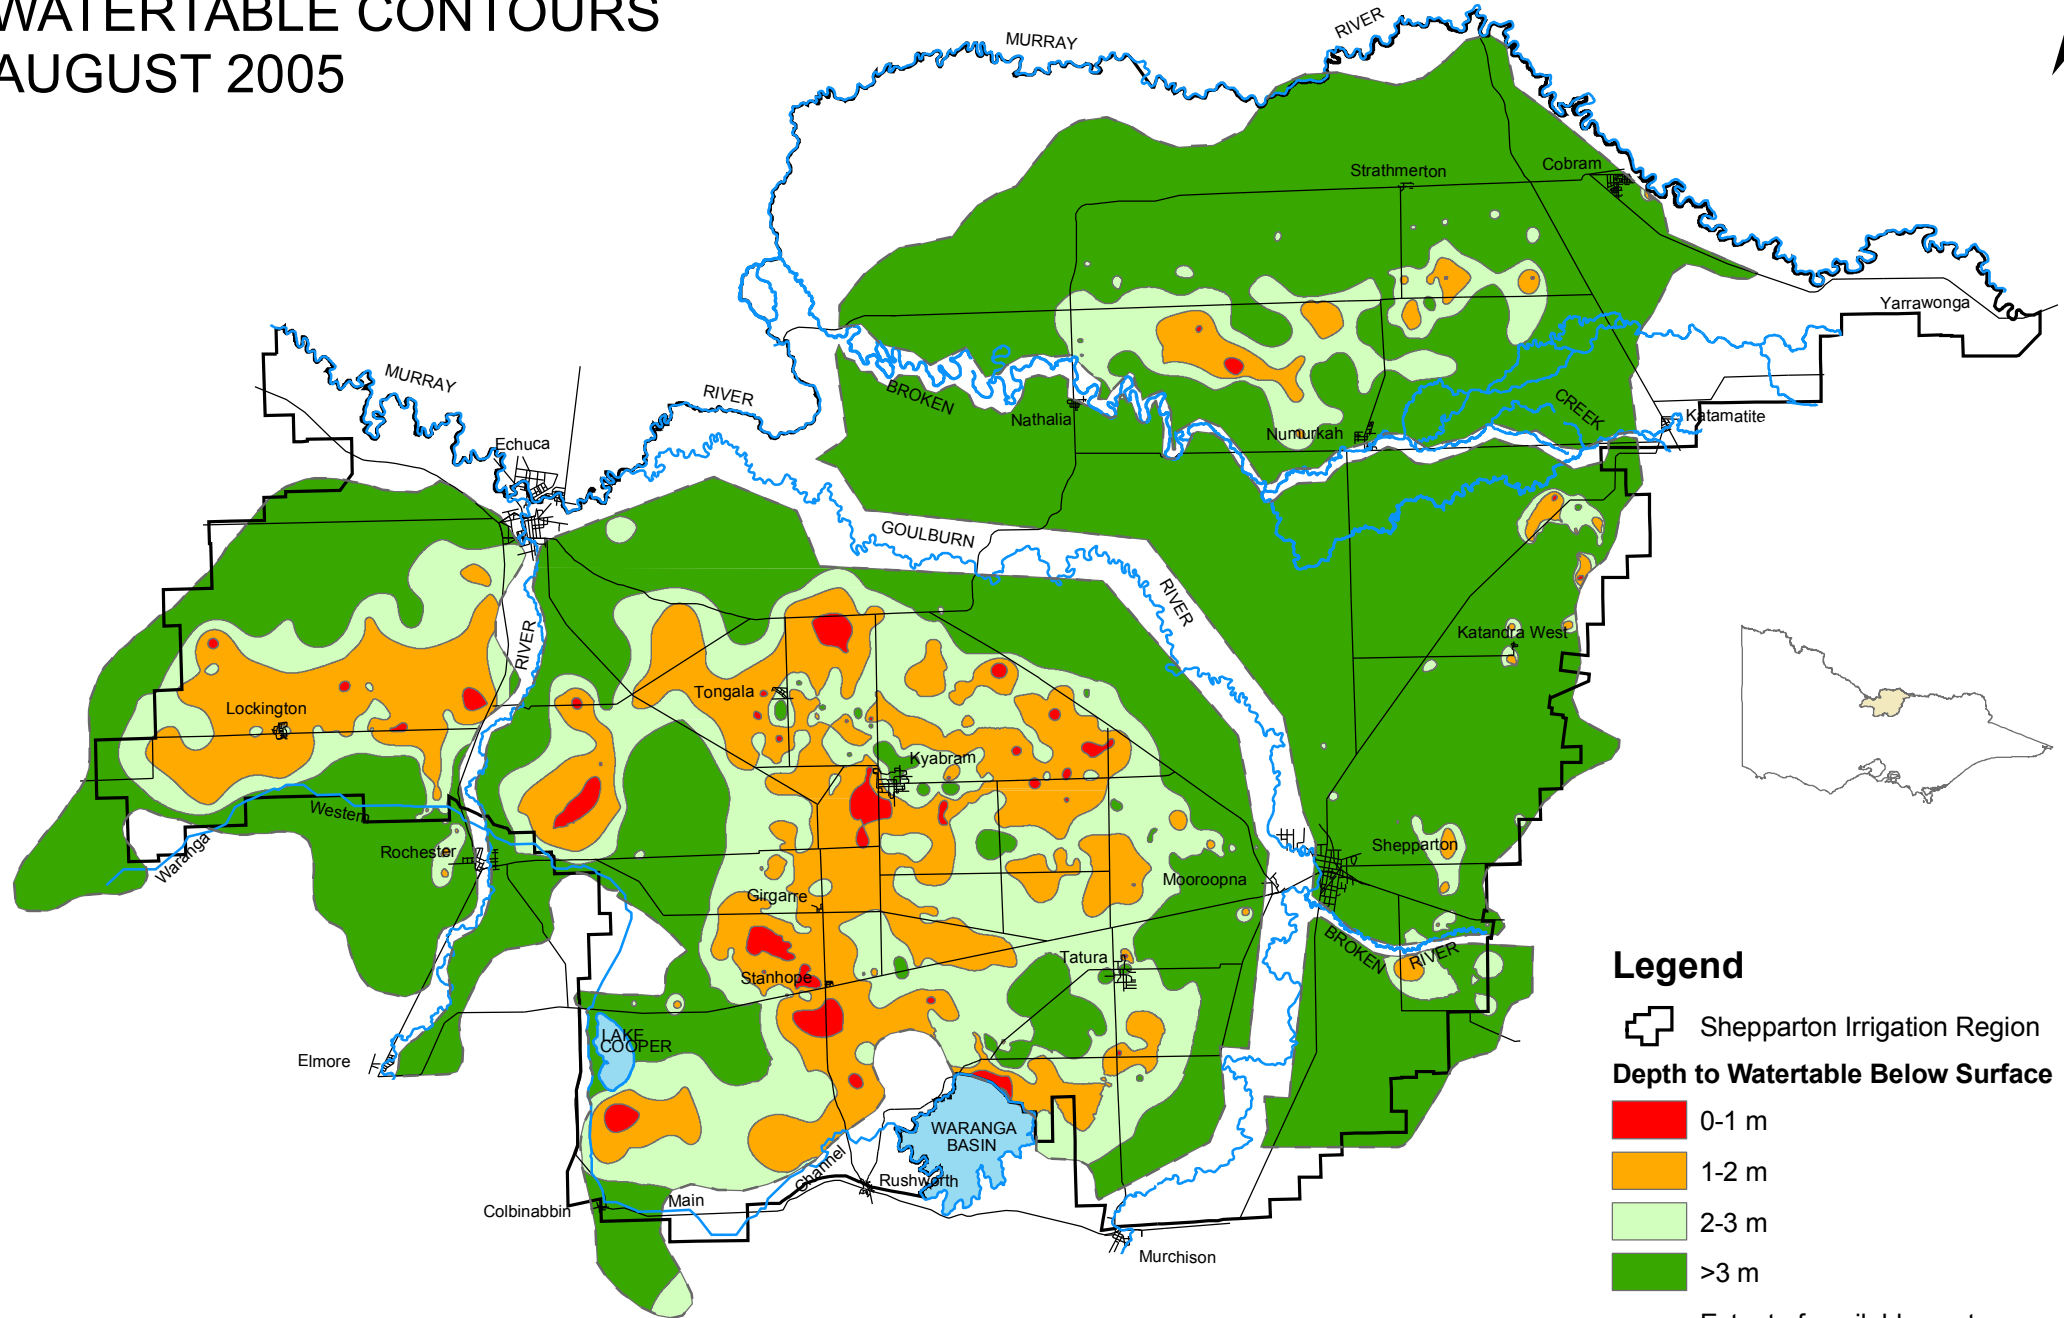 WATERTABLE CONTOURS
AUGUST 2005
MURRAY
RIVER
Strathmerton
Cobram
Yarrawonga
MURRAY
RIVER
BROKEN
Nathalia
Numurkah
CREEK
Katamatite
Echuca
GOULBURN
RIVER
RIVER
Katandra West
Lockington
Tongala
Kyabram
Western
Waranga
Rochester
Shepparton
Girgarre
Mooroopna
Stanhope
Tatura
BROKEN
RIVER
LAKE
COOPER
Elmore
WARANGA
BASIN
Channel
Rushworth
Main
Colbinabbin
Murchison
Legend
Shepparton Irrigation Region
Depth to Watertable Below Surface
0-1 m
1-2 m
2-3 m
>3 m